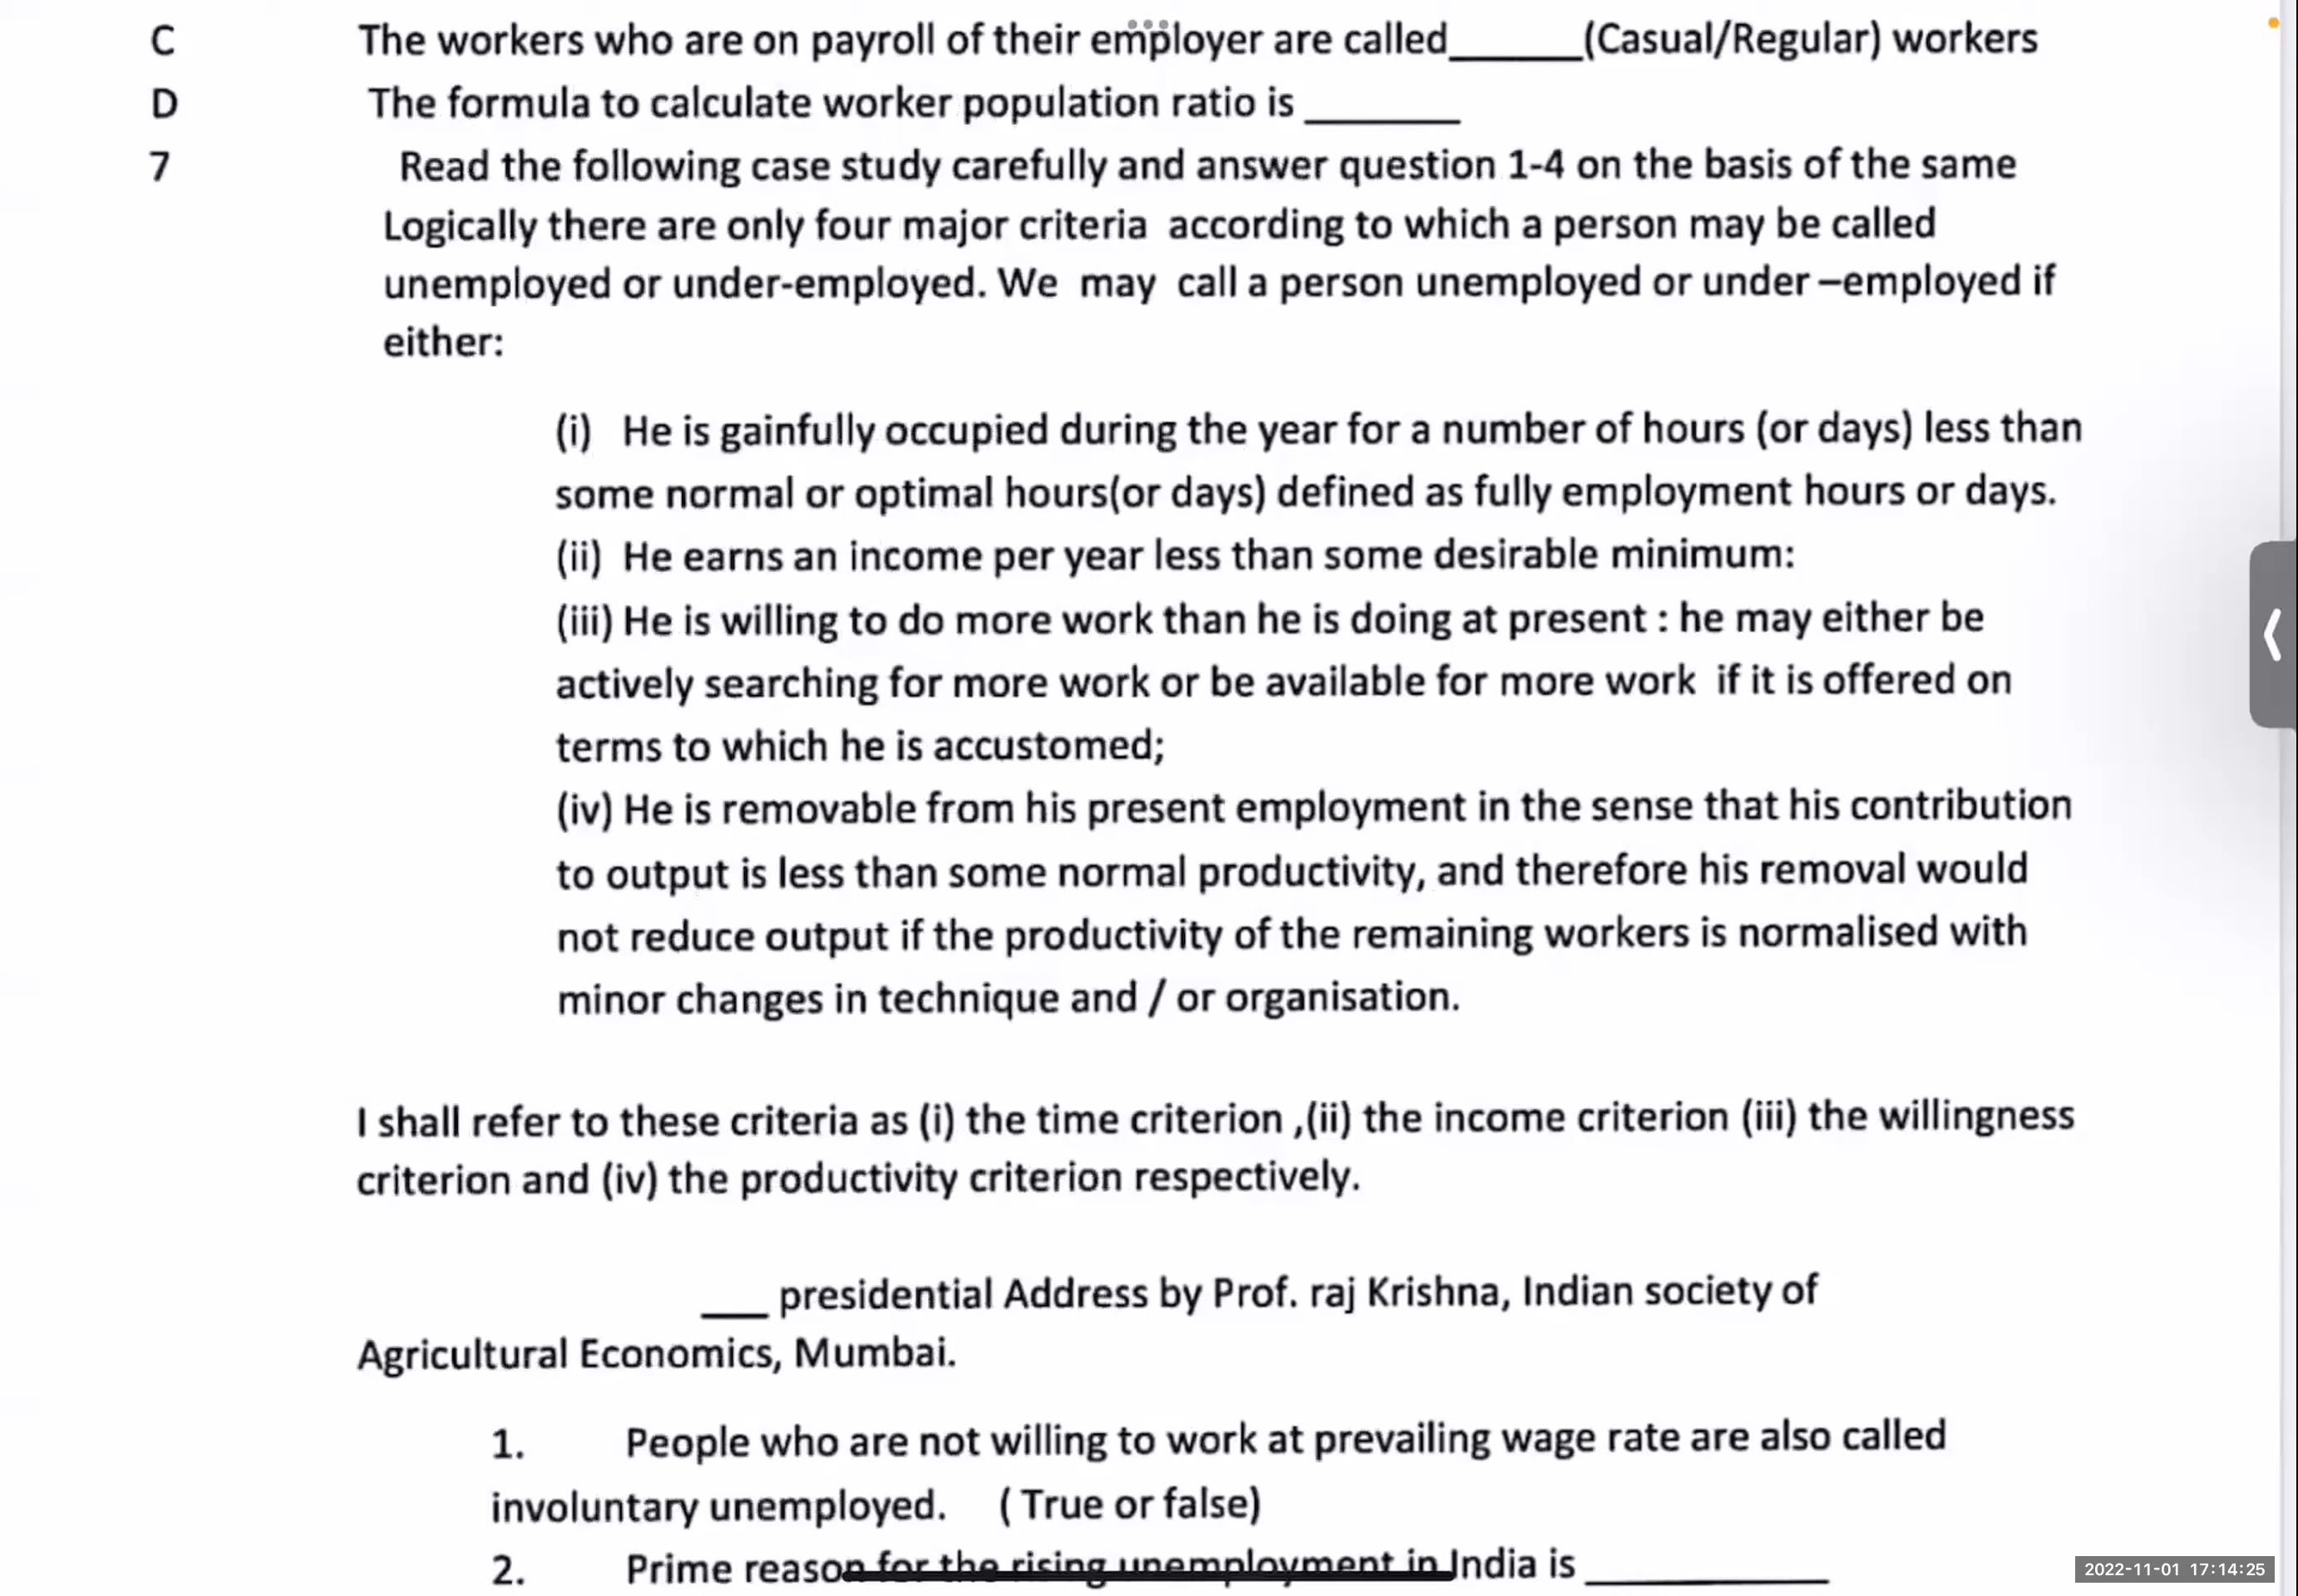 C The workers who are on payroll of their employer are called______(Casual/Regular) workers
D The formula to calculate worker population ratio is _______
7 Read the following case study carefully and answer question 1-4 on the basis of the same
Logically there are only four major criteria according to which a person may be called
unemployed or under-employed. We may call a person unemployed or under –employed if
either:
(i) He is gainfully occupied during the year for a number of hours (or days) less than
some normal or optimal hours(or days) defined as fully employment hours or days.
(ii) He earns an income per year less than some desirable minimum:
(iii) He is willing to do more work than he is doing at present : he may either be
actively searching for more work or be available for more work if it is offered on
terms to which he is accustomed;
(iv) He is removable from his present employment in the sense that his contribution
to output is less than some normal productivity, and therefore his removal would
not reduce output if the productivity of the remaining workers is normalised with
minor changes in technique and / or organisation.
I shall refer to these criteria as (i) the time criterion ,(ii) the income criterion (iii) the willingness
criterion and (iv) the productivity criterion respectively.
___ presidential Address by Prof. raj Krishna, Indian society of
Agricultural Economics, Mumbai.
1. People who are not willing to work at prevailing wage rate are also called
involuntary unemployed. ( True or false)
2. Prime reason for the rising unemployment in India is ___________
2022-11-01 17:14:25